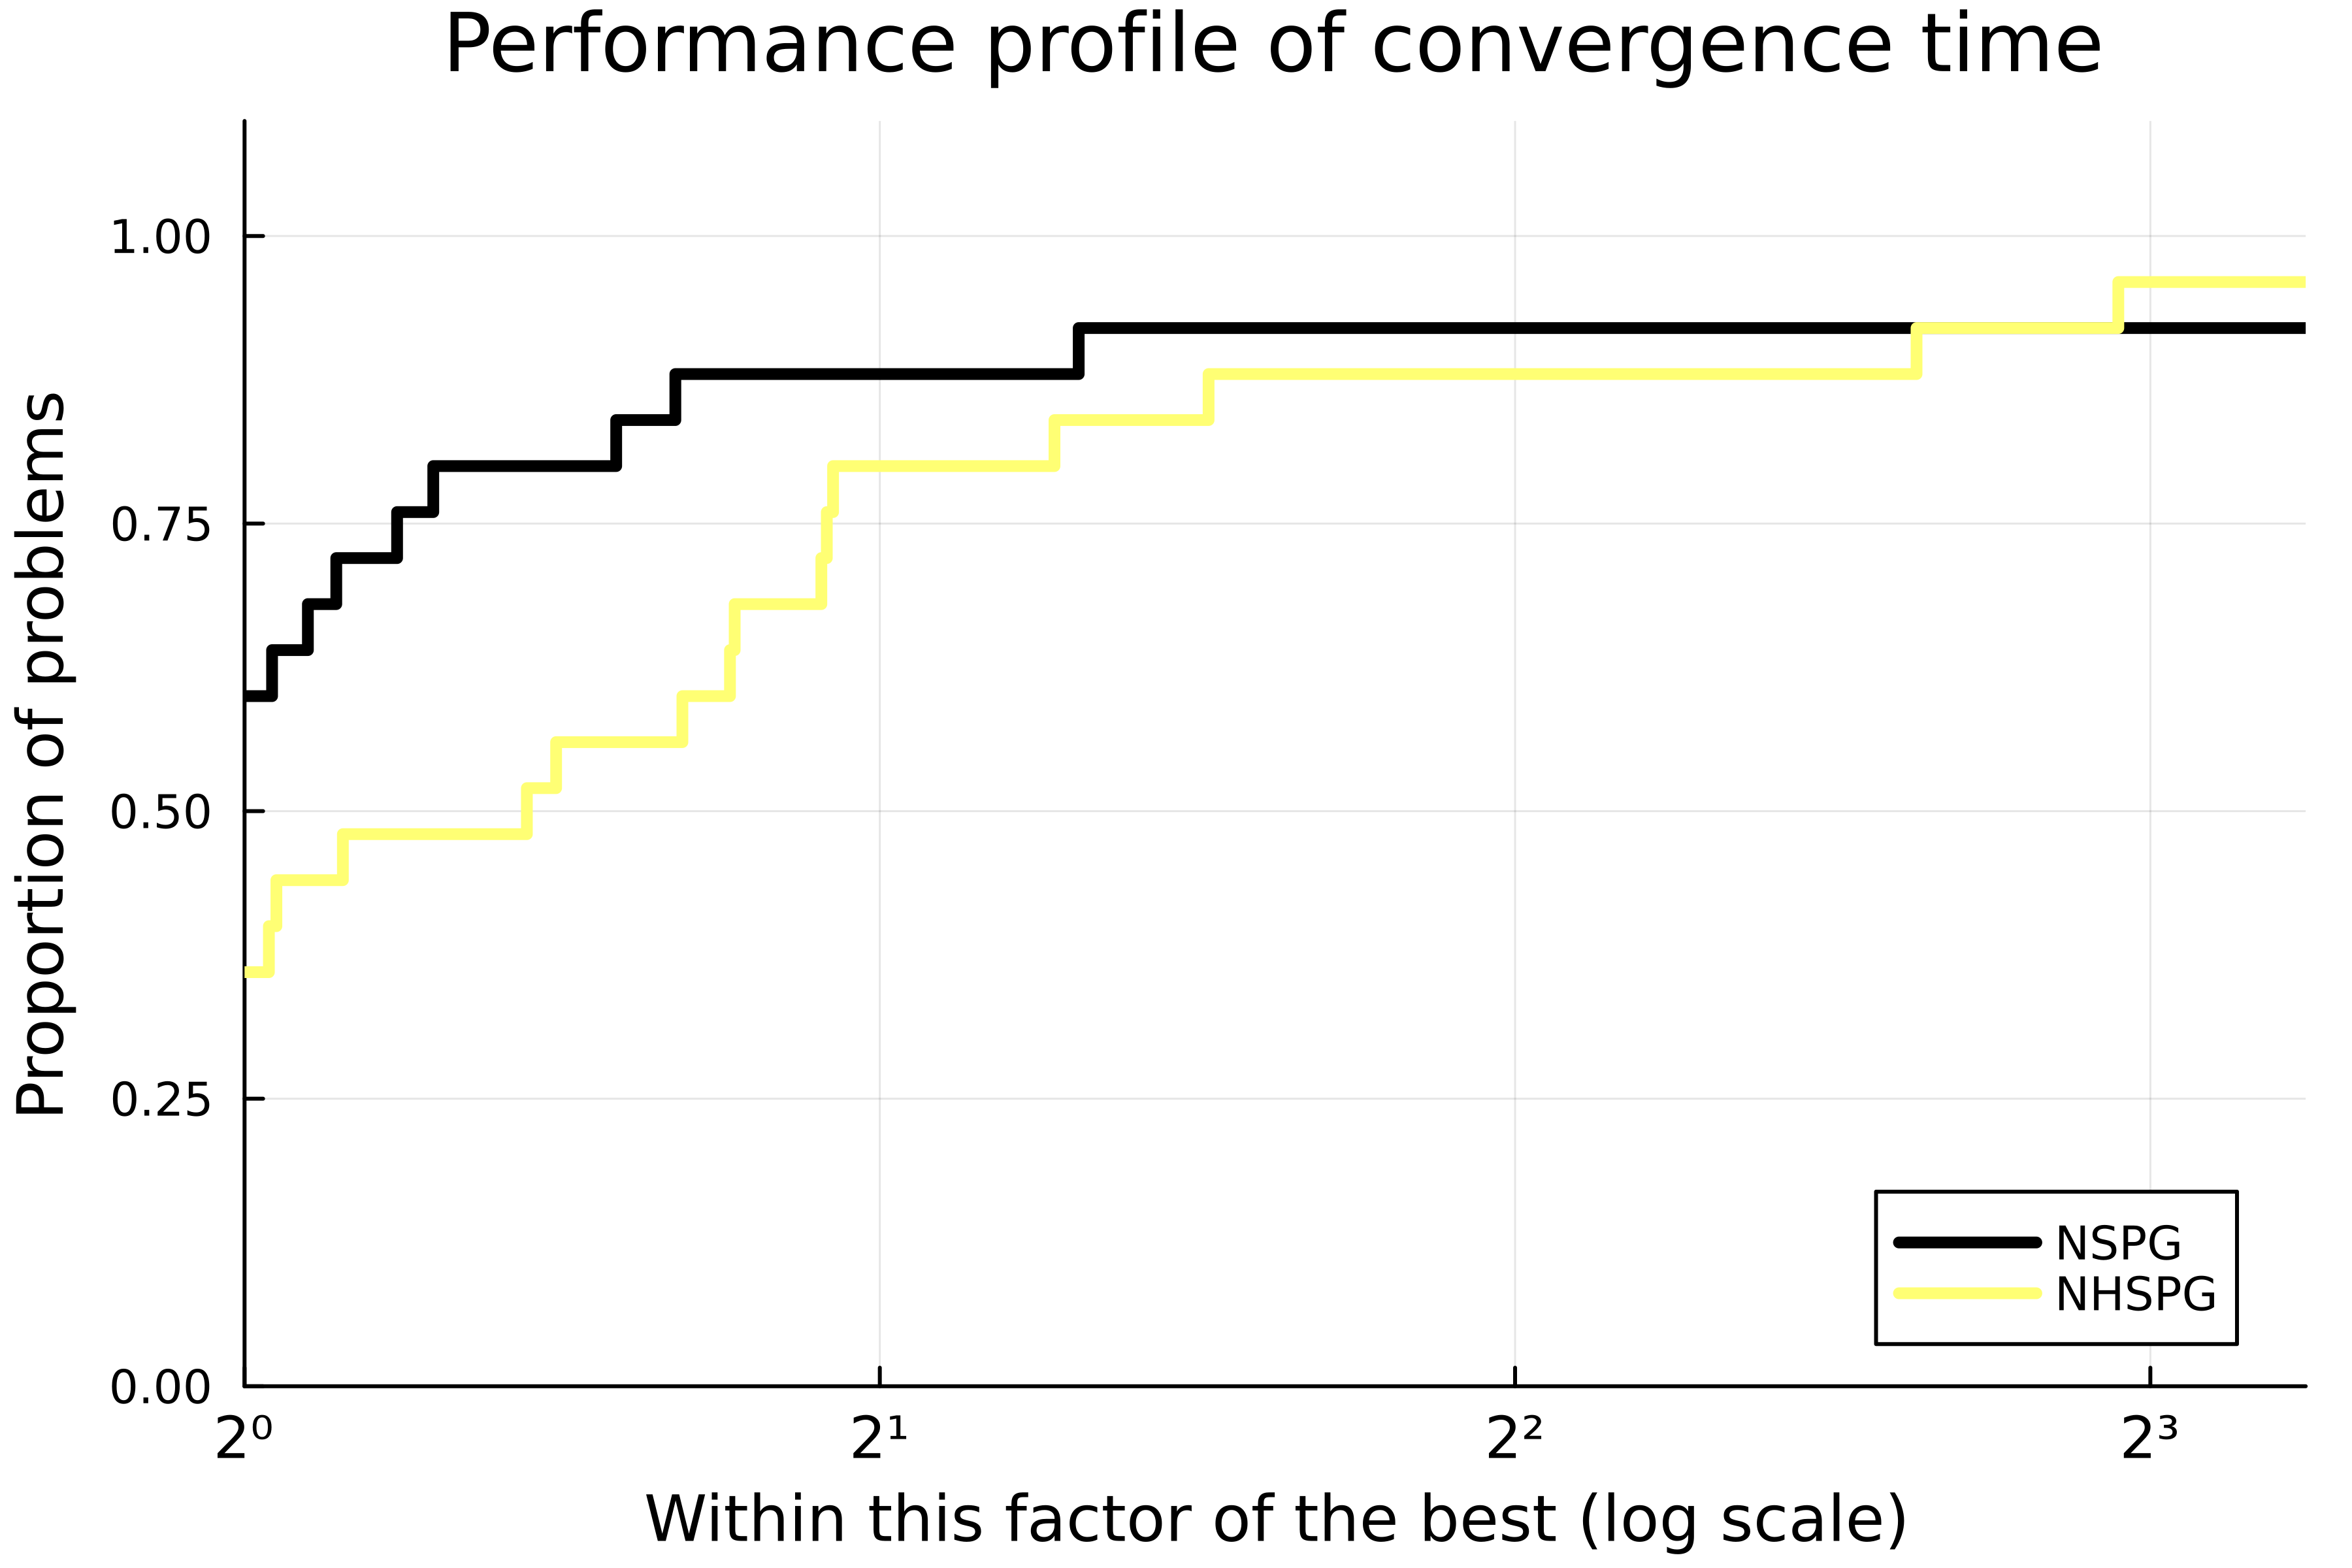 Performance profile of convergence time
Proportion of problems
1.00
0.75
0.50
0.25
0.00
2⁰ 2¹ 2² 2³
Within this factor of the best (log scale)
NSPG
NHSPG